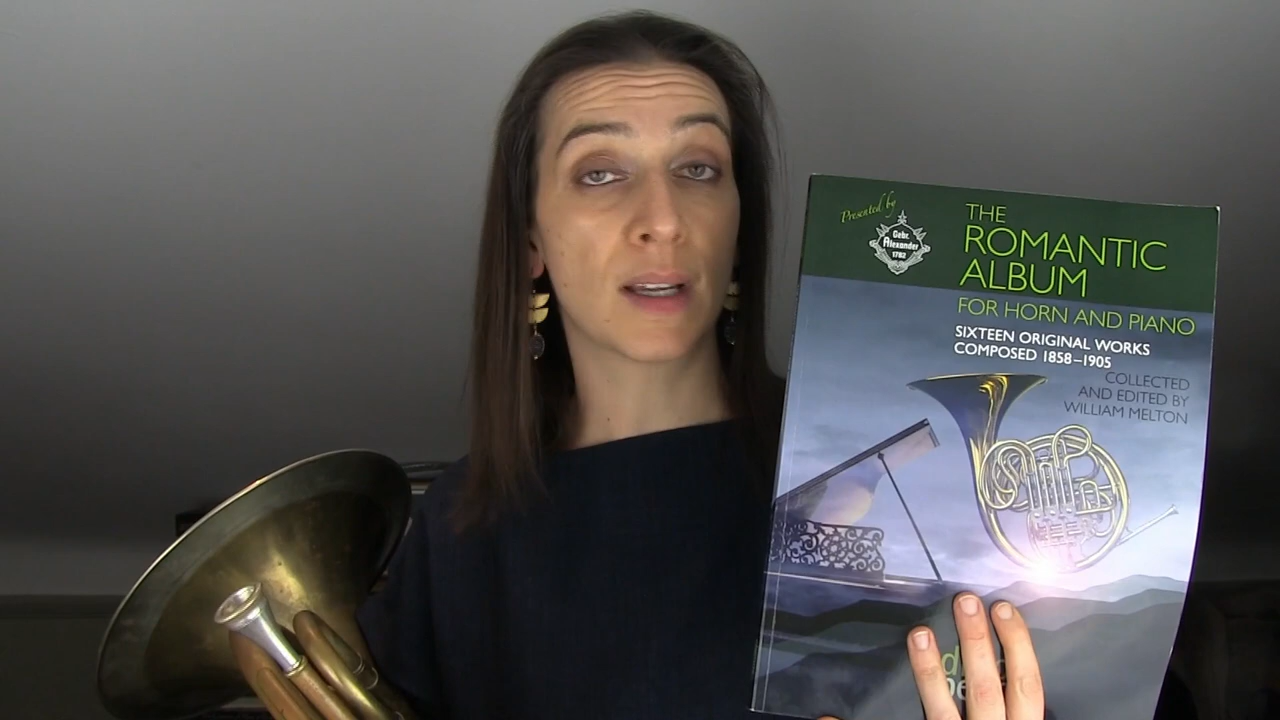 Presented by
Gebr.
Alexander
1782
THE
ROMANTIC
ALBUM
FOR HORN AND PIANO
SIXTEEN ORIGINAL WORKS
COMPOSED 1858–1905
COLLECTED
AND EDITED BY
WILLIAM MELTON